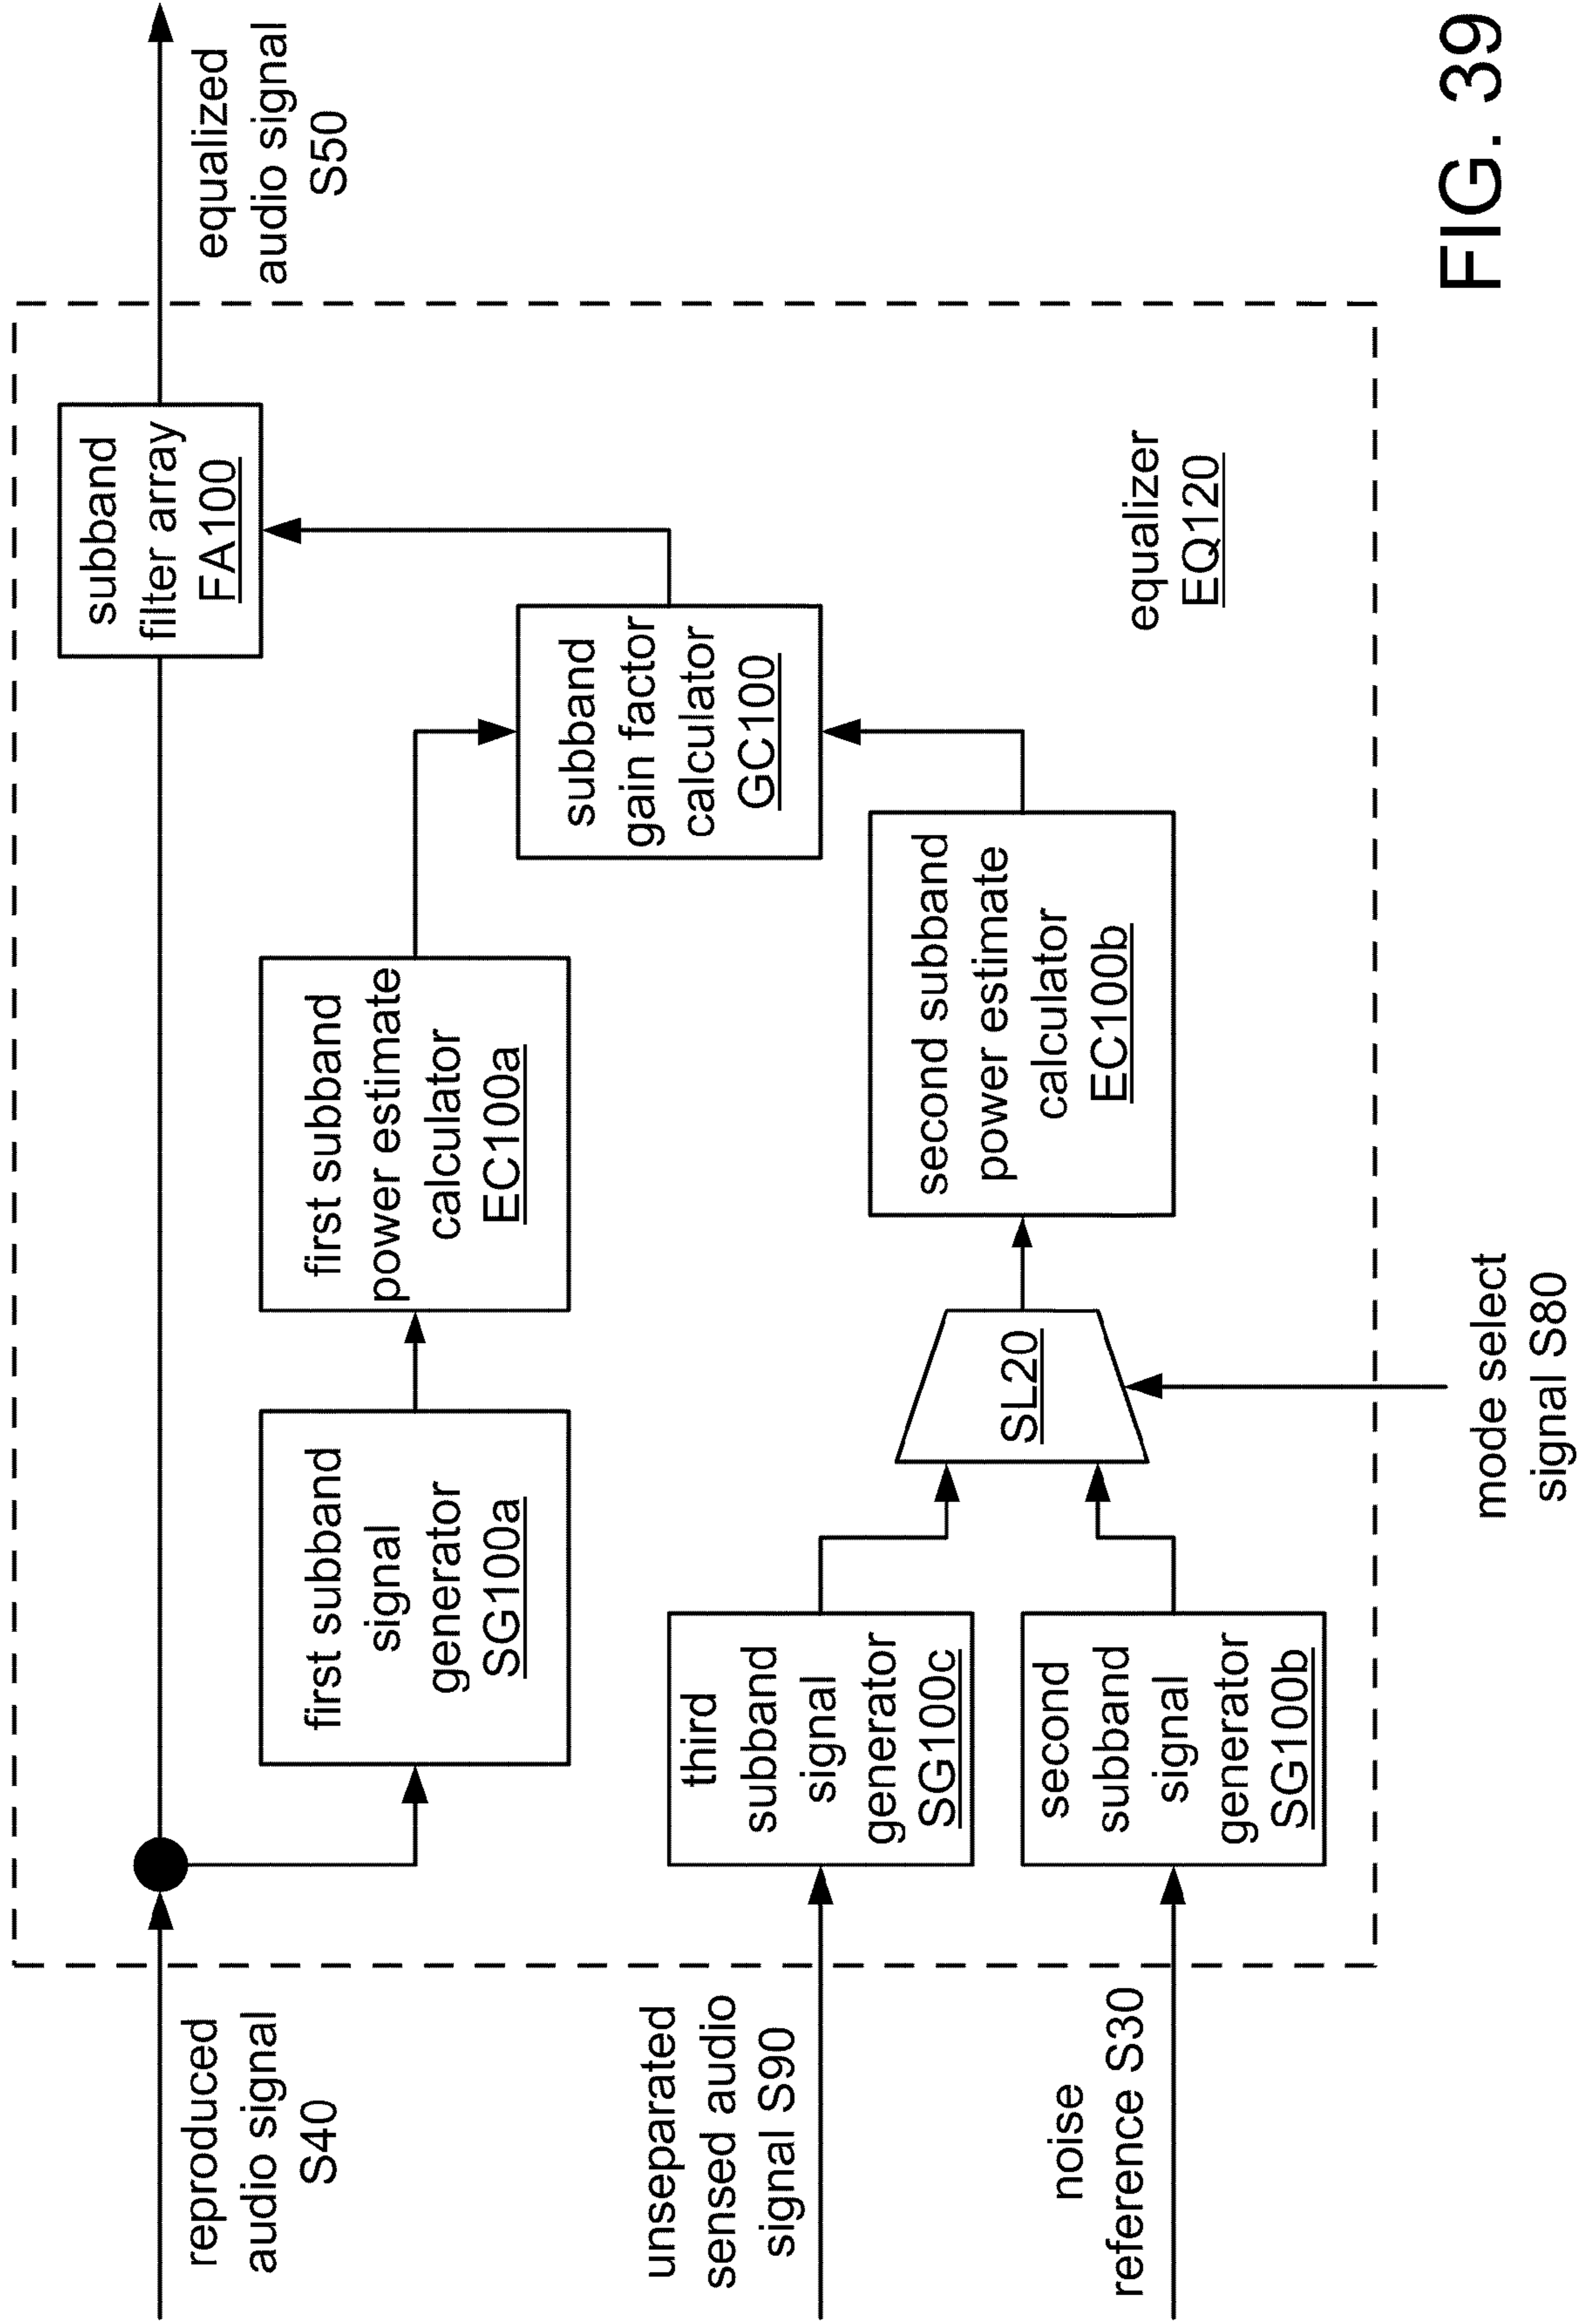 reproduced
audio signal
S40
equalized
audio signal
S50
subband
filter array
FA100
first subband
signal
generator
SG100a
first subband
power estimate
calculator
EC100a
subband
gain factor
calculator
GC100
unseparated
sensed audio
signal S90
third
subband
signal
generator
SG100c
noise
reference S30
second
subband
signal
generator
SG100b
SL20
second subband
power estimate
calculator
EC100b
equalizer
EQ120
mode select
signal S80
FIG. 39